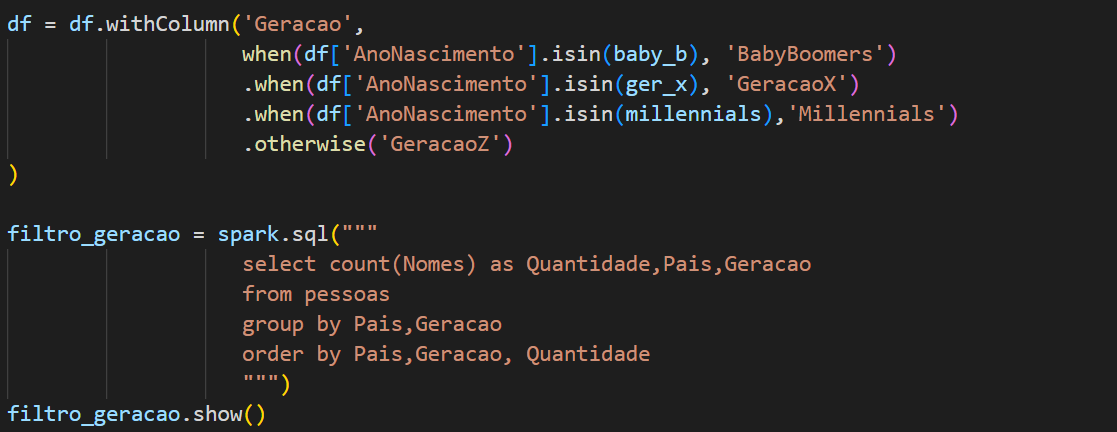 df = df.withColumn('Geracao',
when(df['AnoNascimento'].isin(baby_b), 'BabyBoomers')
.when(df['AnoNascimento'].isin(ger_x), 'GeracaoX')
.when(df['AnoNascimento'].isin(millennials),'Millennials')
.otherwise('GeracaoZ')
)
filtro_geracao = spark.sql("""
select count(Nomes) as Quantidade,Pais,Geracao
from pessoas
group by Pais,Geracao
order by Pais,Geracao, Quantidade
""")
filtro_geracao.show()